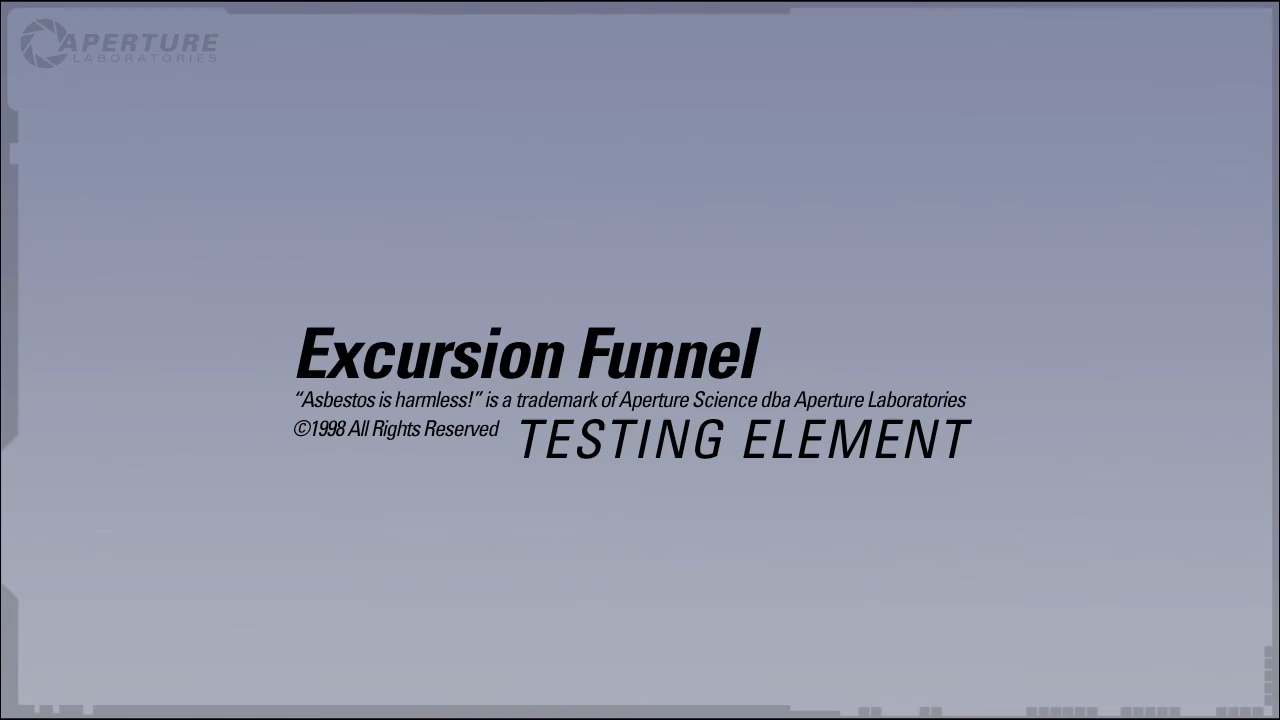 APERTURE
LABORATORIES
Excursion Funnel
“Asbestos is harmless!” is a trademark of Aperture Science dba Aperture Laboratories
©1998 All Rights Reserved
TESTING ELEMENT